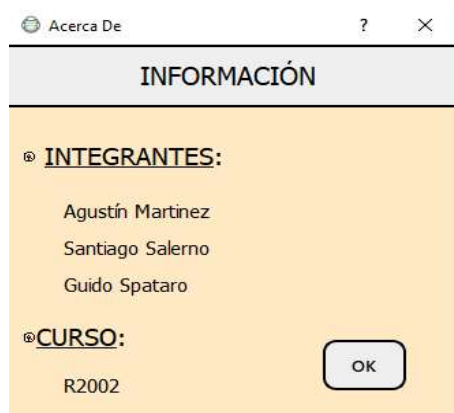 Acerca De ? ×
INFORMACIÓN
INTEGRANTES:
Agustín Martinez
Santiago Salerno
Guido Spataro
CURSO:
R2002
OK